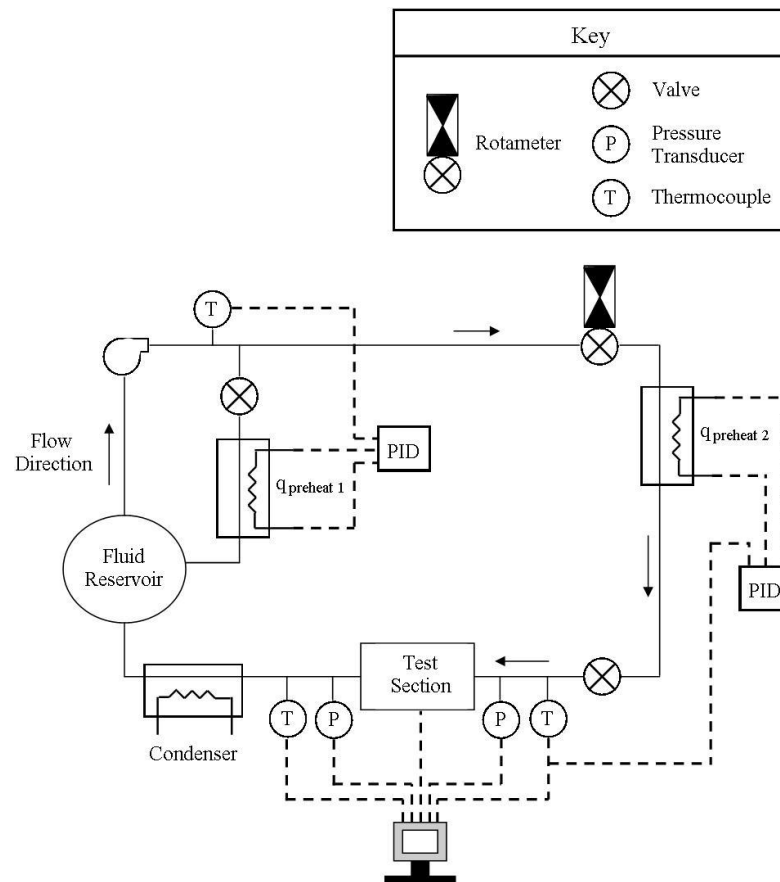 Key
Rotameter
Valve
P
Pressure
Transducer
T
Thermocouple
T
Flow
Direction
q preheat 1
PID
q preheat 2
Fluid
Reservoir
PID
Test
Section
T
P
P
T
Condenser